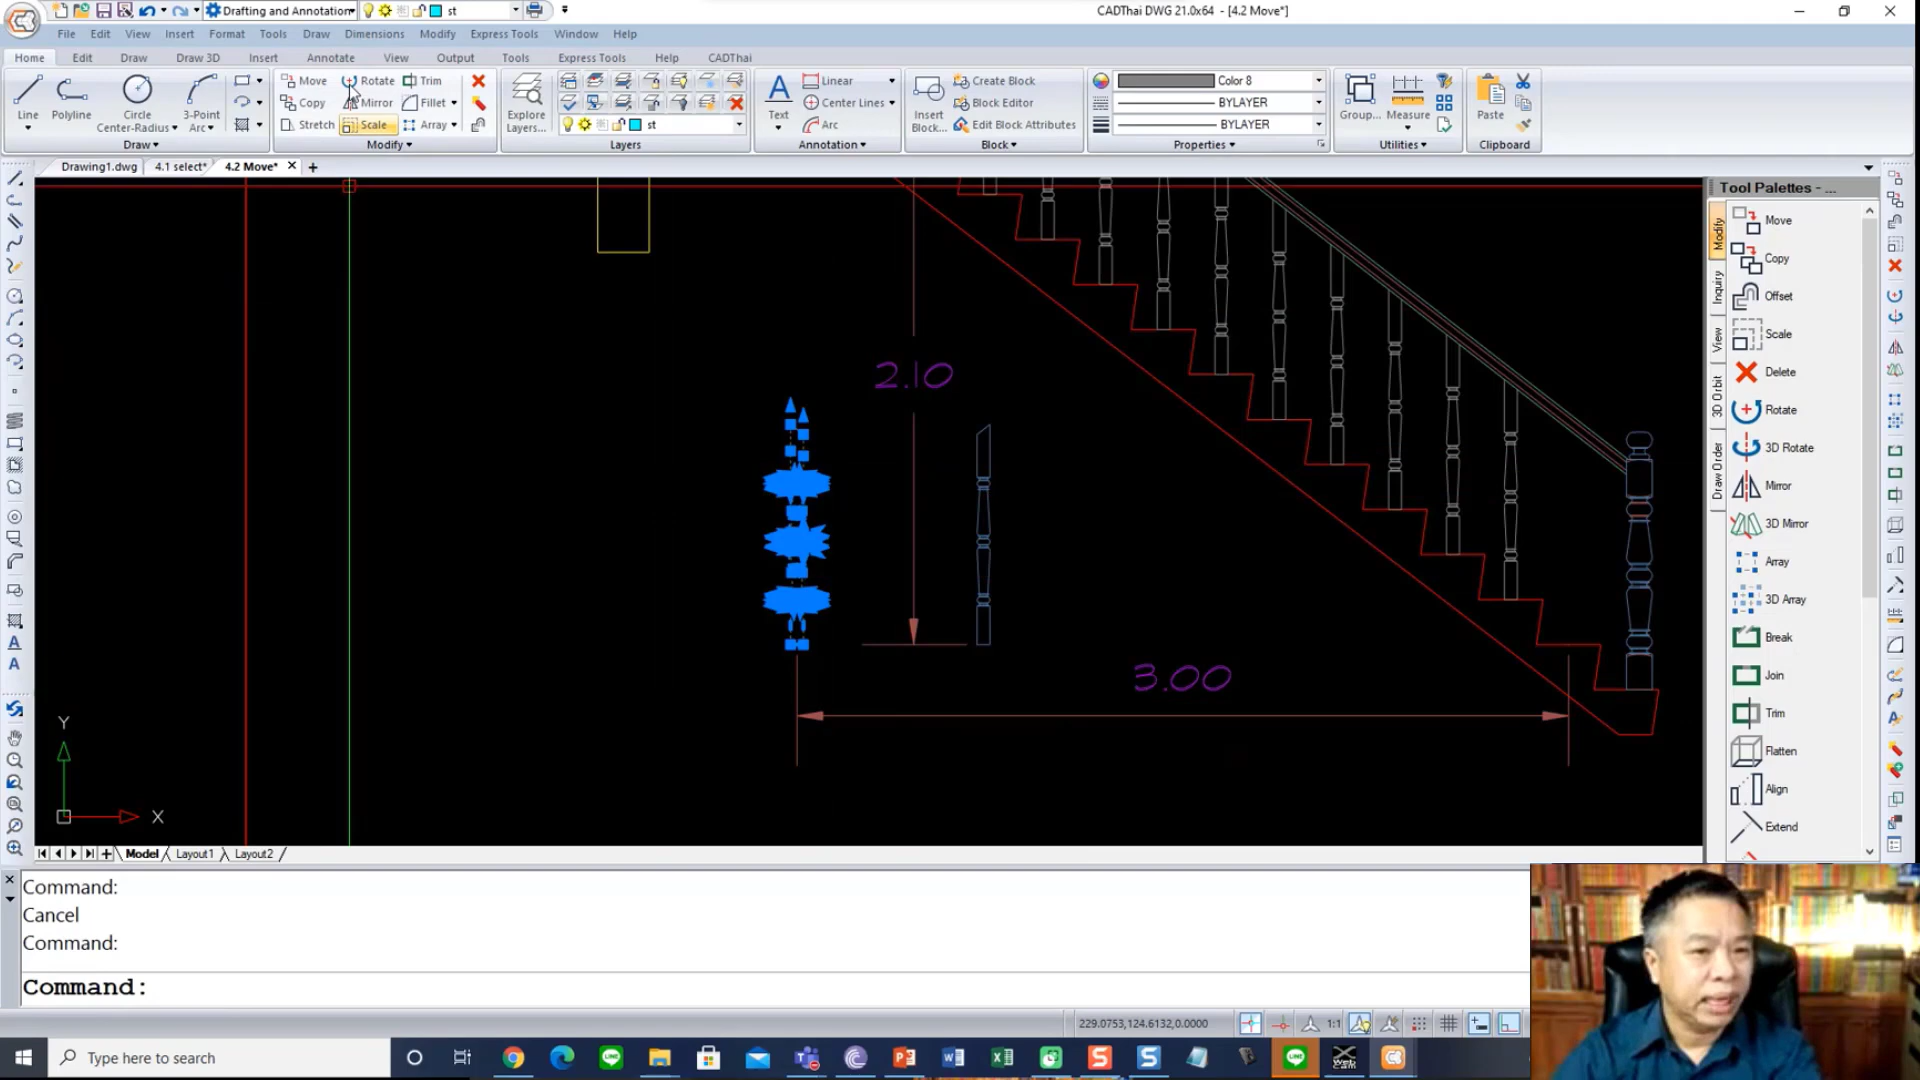 Drafting and Annotation
st
CADThai DWG 21.0x64 - [4.2 Move*]
File Edit View Insert Format Tools Draw Dimensions Modify Express Tools Window Help
Home Edit Draw Draw 3D Insert Annotate View Output Tools Express Tools Help CADThai
Line
Polyline
Circle
Center-Radius
3-Point
Arc
Draw
Move Rotate Trim
Copy Mirror Fillet
Stretch Scale Array
Modify
Explore
Layers...
st
Layers
Text
Linear
Center Lines
Arc
Annotation
Insert
Block...
Create Block
Block Editor
Edit Block Attributes
Block
Color 8
BYLAYER
BYLAYER
Properties
Group...
Measure
Utilities
Paste
Clipboard
Drawing1.dwg 4.1 select* 4.2 Move*
Tool Palettes - ...
Modify
Inquiry
View
3D Orbit
Draw Order
Move
Copy
Offset
Scale
Delete
Rotate
3D Rotate
Mirror
3D Mirror
Array
3D Array
Break
Join
Trim
Flatten
Align
Extend
2.10
3.00
Y
X
A
A
Model Layout1 Layout2
Command:
Cancel
Command:
Command:
229.0753,124.6132,0.0000
1:1
Type here to search